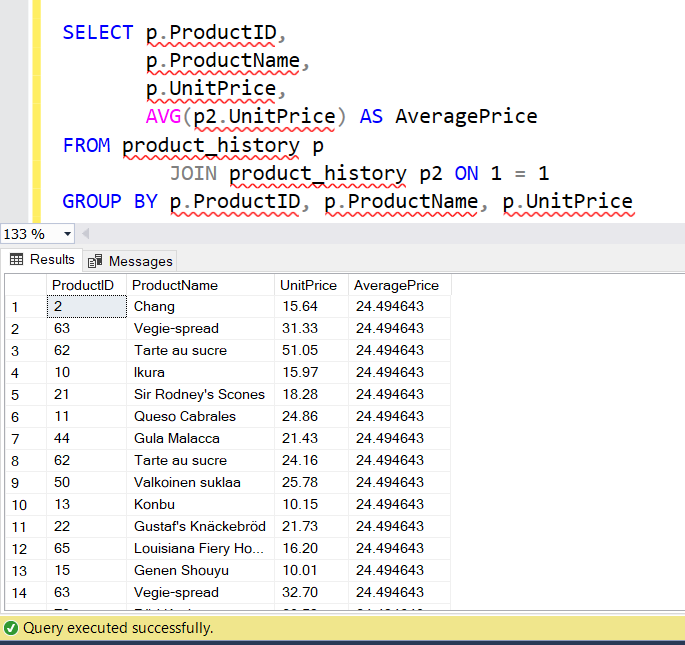 SELECT p.ProductID,
p.ProductName,
p.UnitPrice,
AVG(p2.UnitPrice) AS AveragePrice
FROM product_history p
JOIN product_history p2 ON 1 = 1
GROUP BY p.ProductID, p.ProductName, p.UnitPrice
133 %
Results Messages
ProductID ProductName UnitPrice AveragePrice
1 2 Chang 15.64 24.494643
2 63 Vegie-spread 31.33 24.494643
3 62 Tarte au sucre 51.05 24.494643
4 10 Ikura 15.97 24.494643
5 21 Sir Rodney's Scones 18.28 24.494643
6 11 Queso Cabrales 24.86 24.494643
7 44 Gula Malacca 21.43 24.494643
8 62 Tarte au sucre 24.16 24.494643
9 50 Valkoinen suklaa 25.78 24.494643
10 13 Konbu 10.15 24.494643
11 22 Gustaf's Knäckebröd 21.73 24.494643
12 65 Louisiana Fiery Ho... 16.20 24.494643
13 15 Genen Shouyu 10.01 24.494643
14 63 Vegie-spread 32.70 24.494643
Query executed successfully.